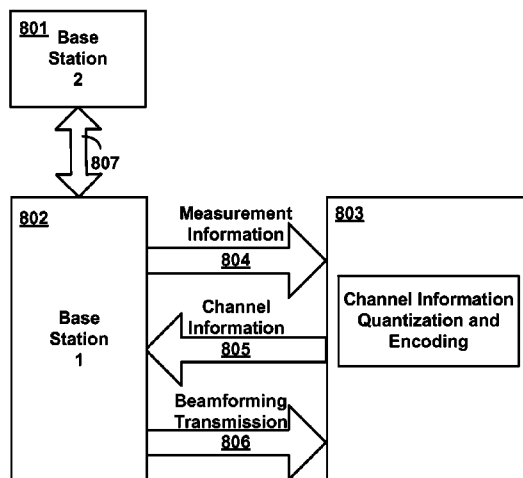 801
Base
Station
2
807
802
Base
Station
1
Measurement
Information
804
Channel
Information
805
Beamforming
Transmission
806
803
Channel Information
Quantization and
Encoding